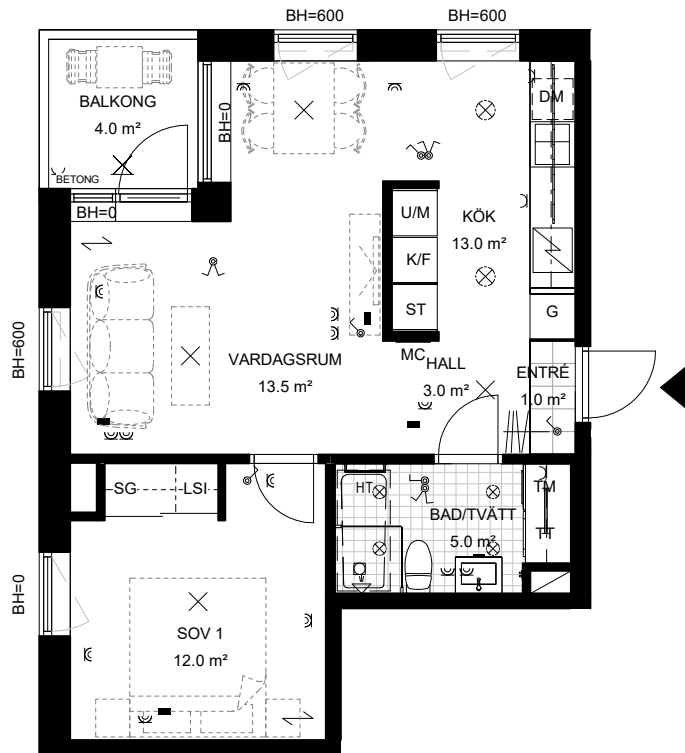 BH=600
BH=600
BALKONG
4.0 m²
BETONG
BH=0
BH=0
DM
U/M
KÖK
13.0 m²
K/F
ST
G
BH=600
VARDAGSRUM
13.5 m²
MC
HALL
3.0 m²
ENTRÉ
1.0 m²
SG
LSI
HT
BAD/TVÄTT
5.0 m²
TM
TT
BH=0
SOV 1
12.0 m²